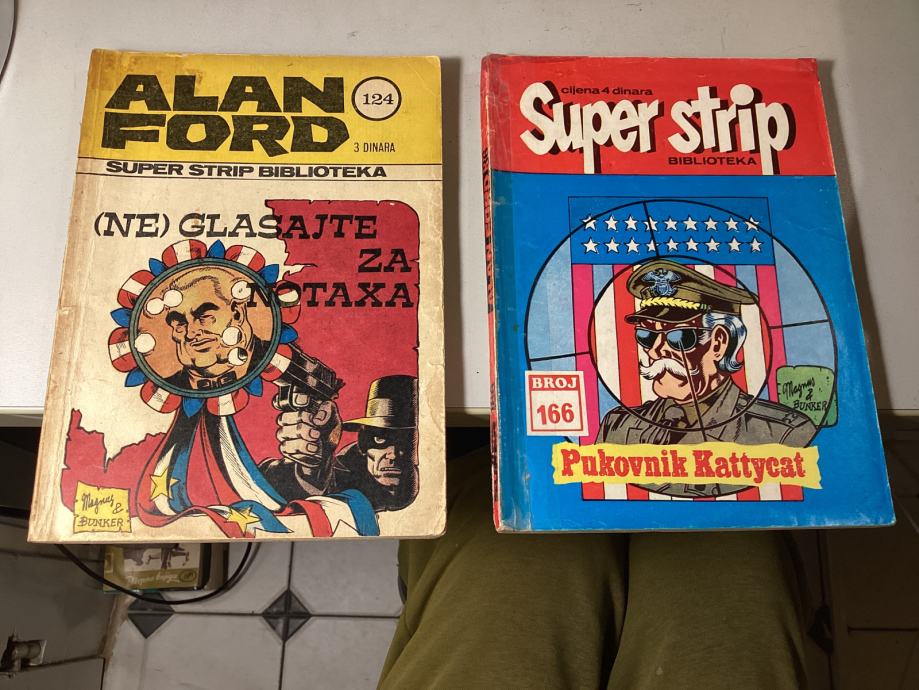 ALAN
FORD
124
3 DINARA
SUPER STRIP BIBLIOTEKA
(NE) GLASAJTE
ZA
NOTAXA
Magnus
&
BUNKER
cijena 4 dinara
Super strip
BIBLIOTEKA
BROJ
166
Magnus
&
BUNKER
Pukovnik Kattycat